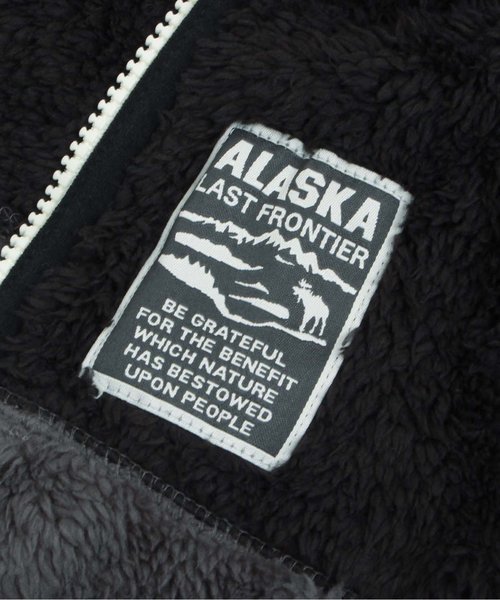 ALASKA
LAST FRONTIER
BE GRATEFUL
FOR THE BENEFIT
WHICH NATURE
HAS BESTOWED
UPON PEOPLE